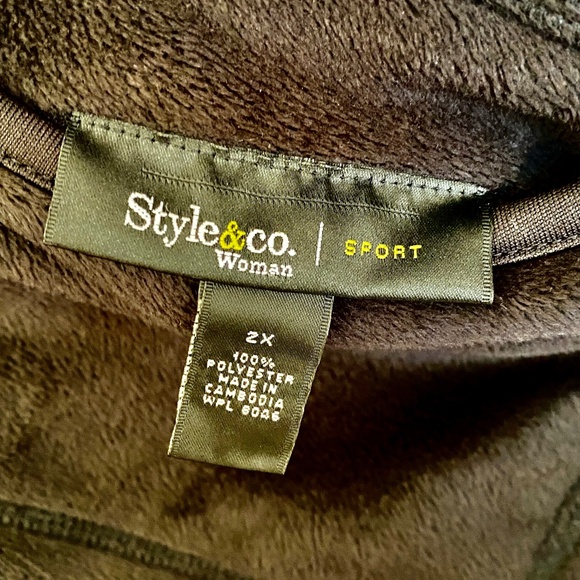 Style&co. | SPORT
Woman
2X
100%
POLYESTER
MADE IN
CAMBODIA
WPL 8046